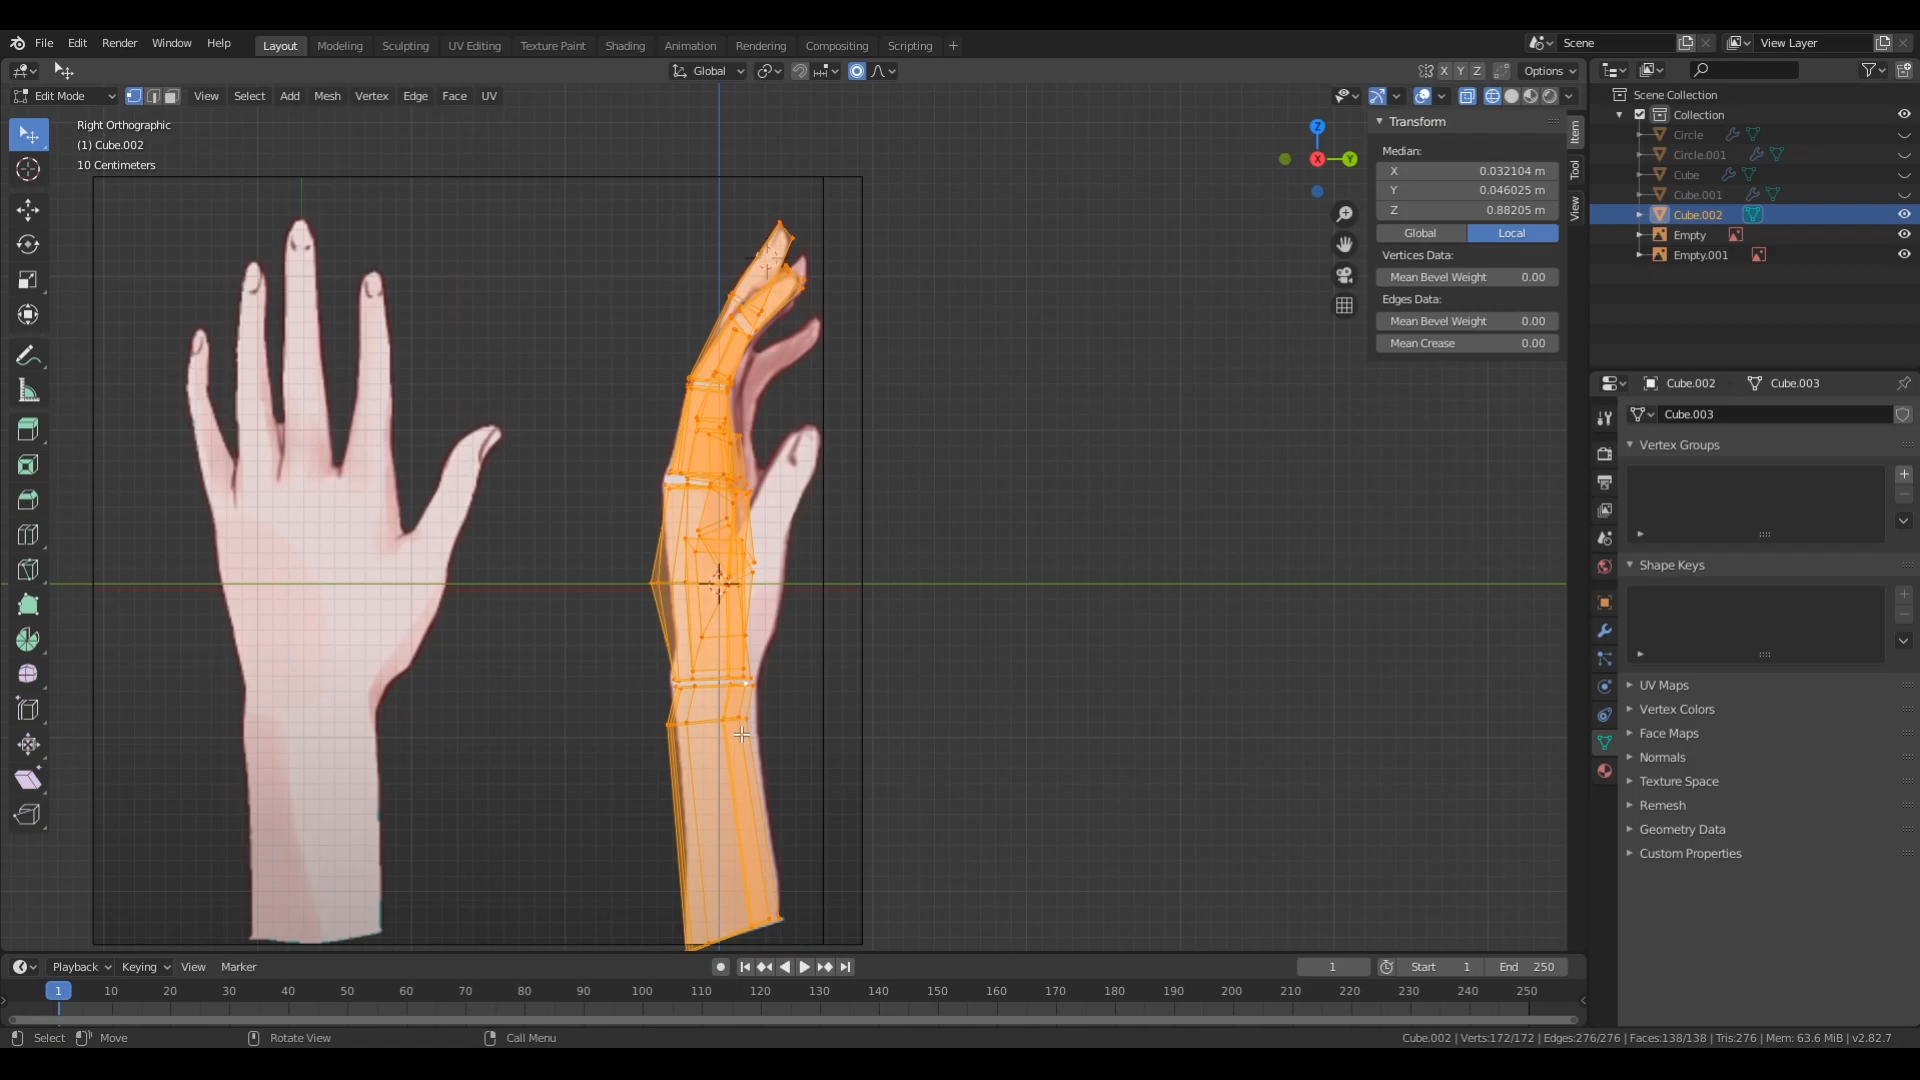 File Edit Render Window Help Layout Modeling Sculpting UV Editing Texture Paint Shading Animation Rendering Compositing Scripting + Scene View Layer
Global X Y Z Options
Edit Mode View Select Add Mesh Vertex Edge Face UV
Right Orthographic
(1) Cube.002
10 Centimeters
Z
X
Y
Transform
Median:
X 0.032104 m
Y 0.046025 m
Z 0.88205 m
Global Local
Vertices Data:
Mean Bevel Weight 0.00
Edges Data:
Mean Bevel Weight 0.00
Mean Crease 0.00
Item
Tool
View
Scene Collection
Collection
Circle
Circle.001
Cube
Cube.001
Cube.002
Empty
Empty.001
Cube.002 Cube.003
Cube.003
Vertex Groups
Shape Keys
UV Maps
Vertex Colors
Face Maps
Normals
Texture Space
Remesh
Geometry Data
Custom Properties
Playback Keying View Marker 1 Start 1 End 250
1 10 20 30 40 50 60 70 80 90 100 110 120 130 140 150 160 170 180 190 200 210 220 230 240 250
Select Move Rotate View Call Menu Cube.002 | Verts:172/172 | Edges:276/276 | Faces:138/138 | Tris:276 | Mem: 63.6 MiB | v2.82.7